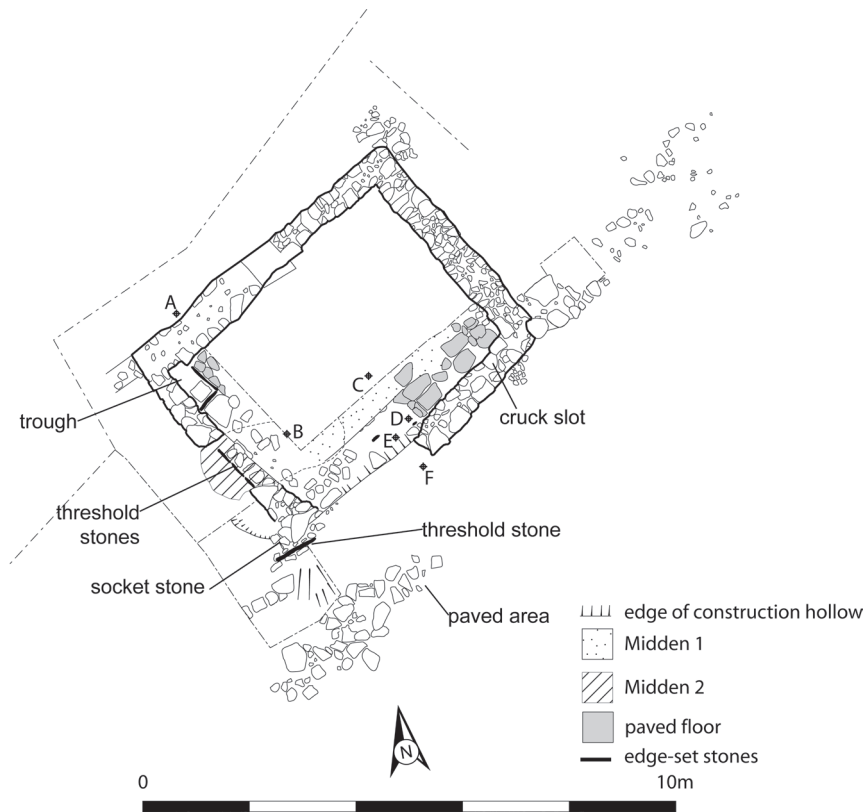 A
C
trough
B
D
cruck slot
E
F
threshold
stones
threshold stone
socket stone
paved area
edge of construction hollow
Midden 1
Midden 2
paved floor
edge-set stones
N
0
10m